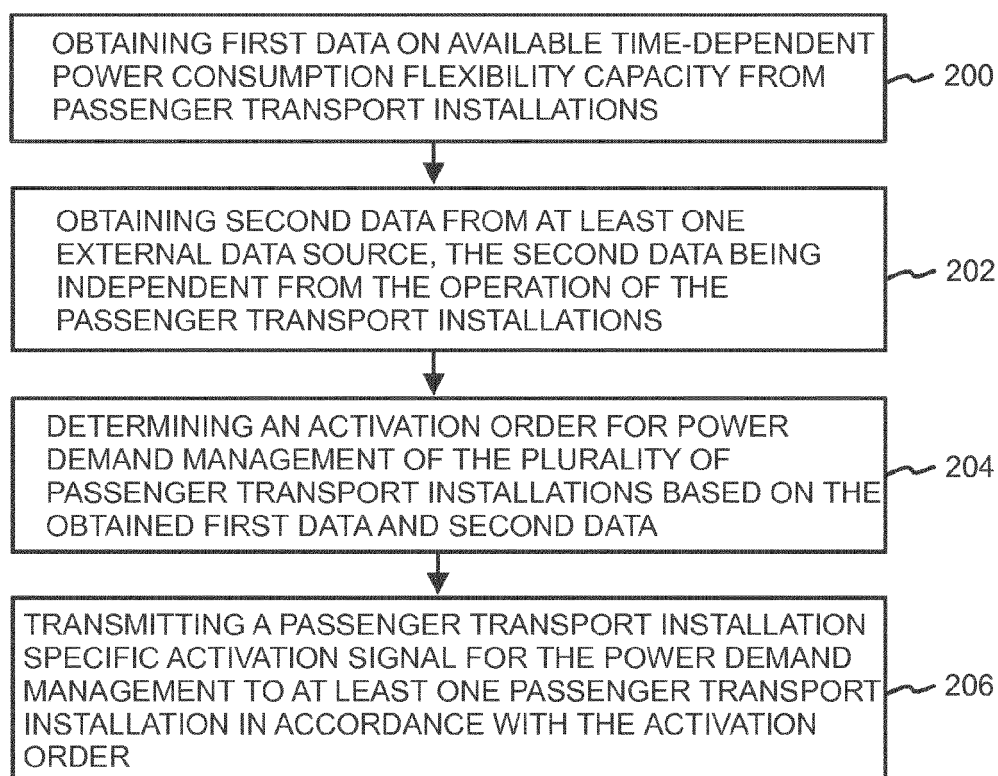 OBTAINING FIRST DATA ON AVAILABLE TIME-DEPENDENT
POWER CONSUMPTION FLEXIBILITY CAPACITY FROM
PASSENGER TRANSPORT INSTALLATIONS
200
OBTAINING SECOND DATA FROM AT LEAST ONE
EXTERNAL DATA SOURCE, THE SECOND DATA BEING
INDEPENDENT FROM THE OPERATION OF THE
PASSENGER TRANSPORT INSTALLATIONS
202
DETERMINING AN ACTIVATION ORDER FOR POWER
DEMAND MANAGEMENT OF THE PLURALITY OF
PASSENGER TRANSPORT INSTALLATIONS BASED ON THE
OBTAINED FIRST DATA AND SECOND DATA
204
TRANSMITTING A PASSENGER TRANSPORT INSTALLATION
SPECIFIC ACTIVATION SIGNAL FOR THE POWER DEMAND
MANAGEMENT TO AT LEAST ONE PASSENGER TRANSPORT
INSTALLATION IN ACCORDANCE WITH THE ACTIVATION
ORDER
206